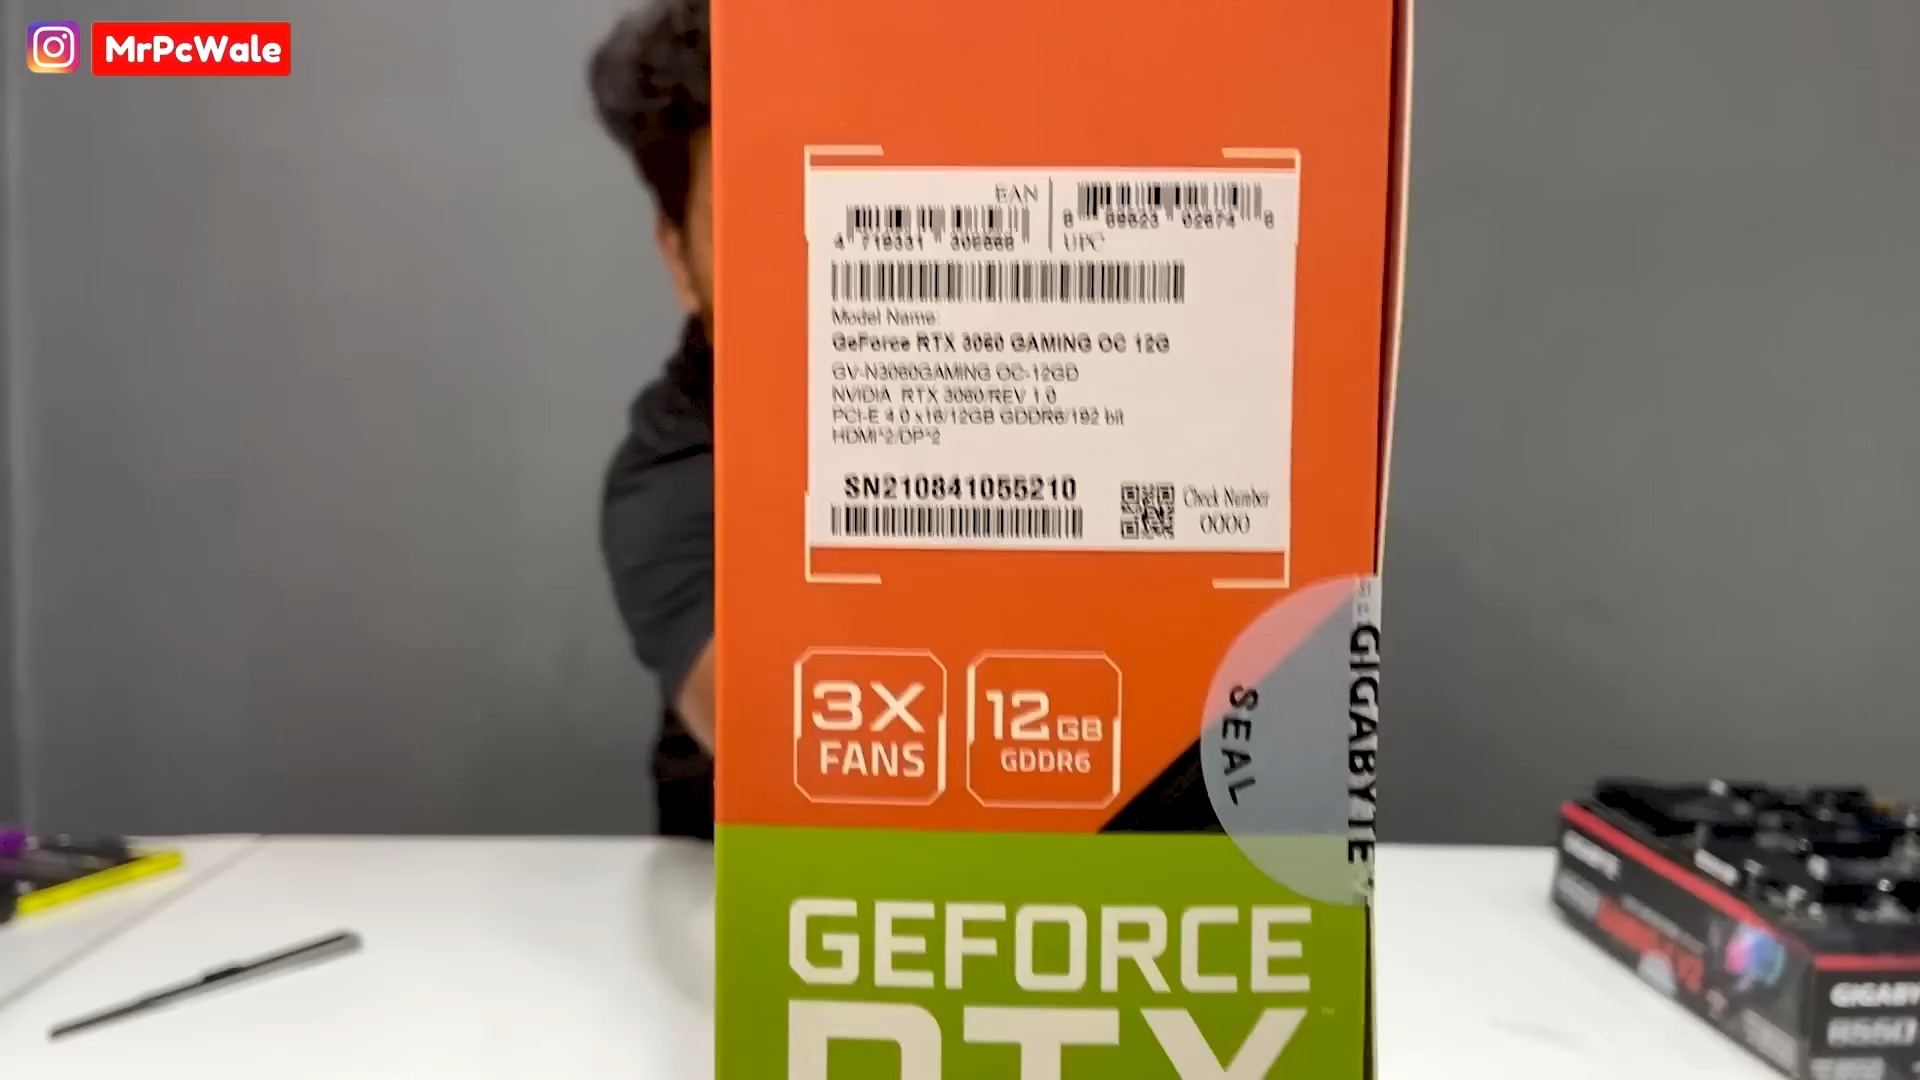 MrPcWale
EAN
UPC
Model Name:
GeForce RTX 3060 GAMING OC 12G
GV-N3060GAMING OC-12GD
NVIDIA RTX 3060/REV 1.0
PCI-E 4.0 x16/12GB GDDR6/192 bit
HDMI*2/DP*2
SN210841055210
Check Number
0000
3X
FANS
12GB
GDDR6
SEAL
GIGABYTE
GEFORCE
RTX
B550